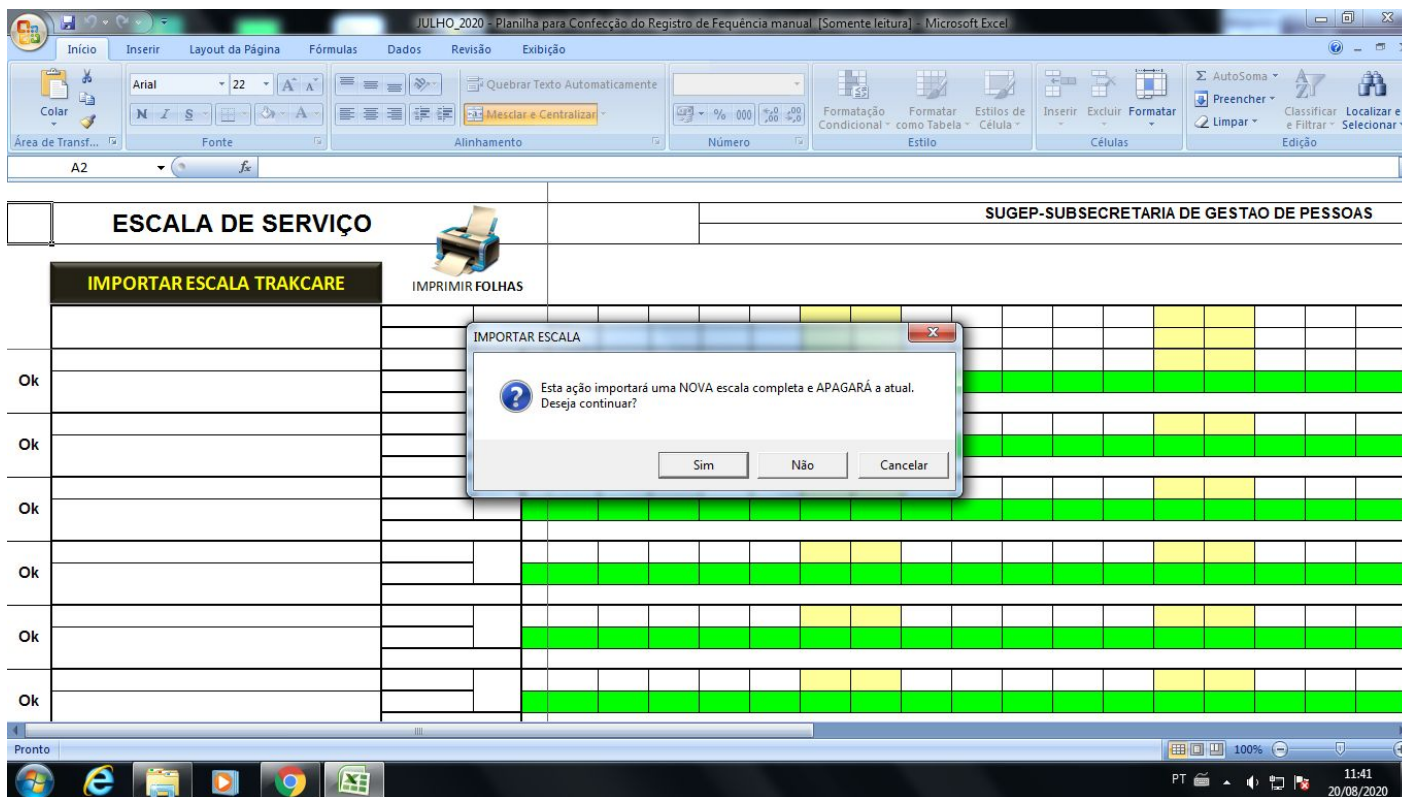 JULHO_2020 - Planilha para Confecção do Registro de Fequência manual [Somente leitura] - Microsoft Excel
Início Inserir Layout da Página Fórmulas Dados Revisão Exibição
Colar
Área de Transf...
Arial 22
N I S
Fonte
Quebrar Texto Automaticamente
Mesclar e Centralizar
Alinhamento
% 000
Número
Formatação Condicional
Formatar como Tabela
Estilos de Célula
Estilo
Inserir Excluir Formatar
Células
Σ AutoSoma
Preencher
Limpar
Classificar e Filtrar
Localizar e Selecionar
Edição
A2 fx
ESCALA DE SERVIÇO
SUGEP-SUBSECRETARIA DE GESTAO DE PESSOAS
IMPORTAR ESCALA TRAKCARE
IMPRIMIR FOLHAS
IMPORTAR ESCALA
Esta ação importará uma NOVA escala completa e APAGARÁ a atual.
Deseja continuar?
Sim Não Cancelar
Ok
Ok
Ok
Ok
Ok
Ok
Pronto
100%
PT
11:41
20/08/2020